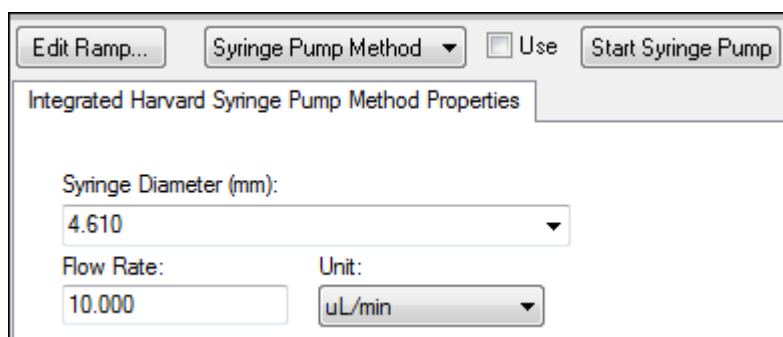 Edit Ramp... Syringe Pump Method Use Start Syringe Pump
Integrated Harvard Syringe Pump Method Properties
Syringe Diameter (mm):
4.610
Flow Rate: Unit:
10.000 uL/min